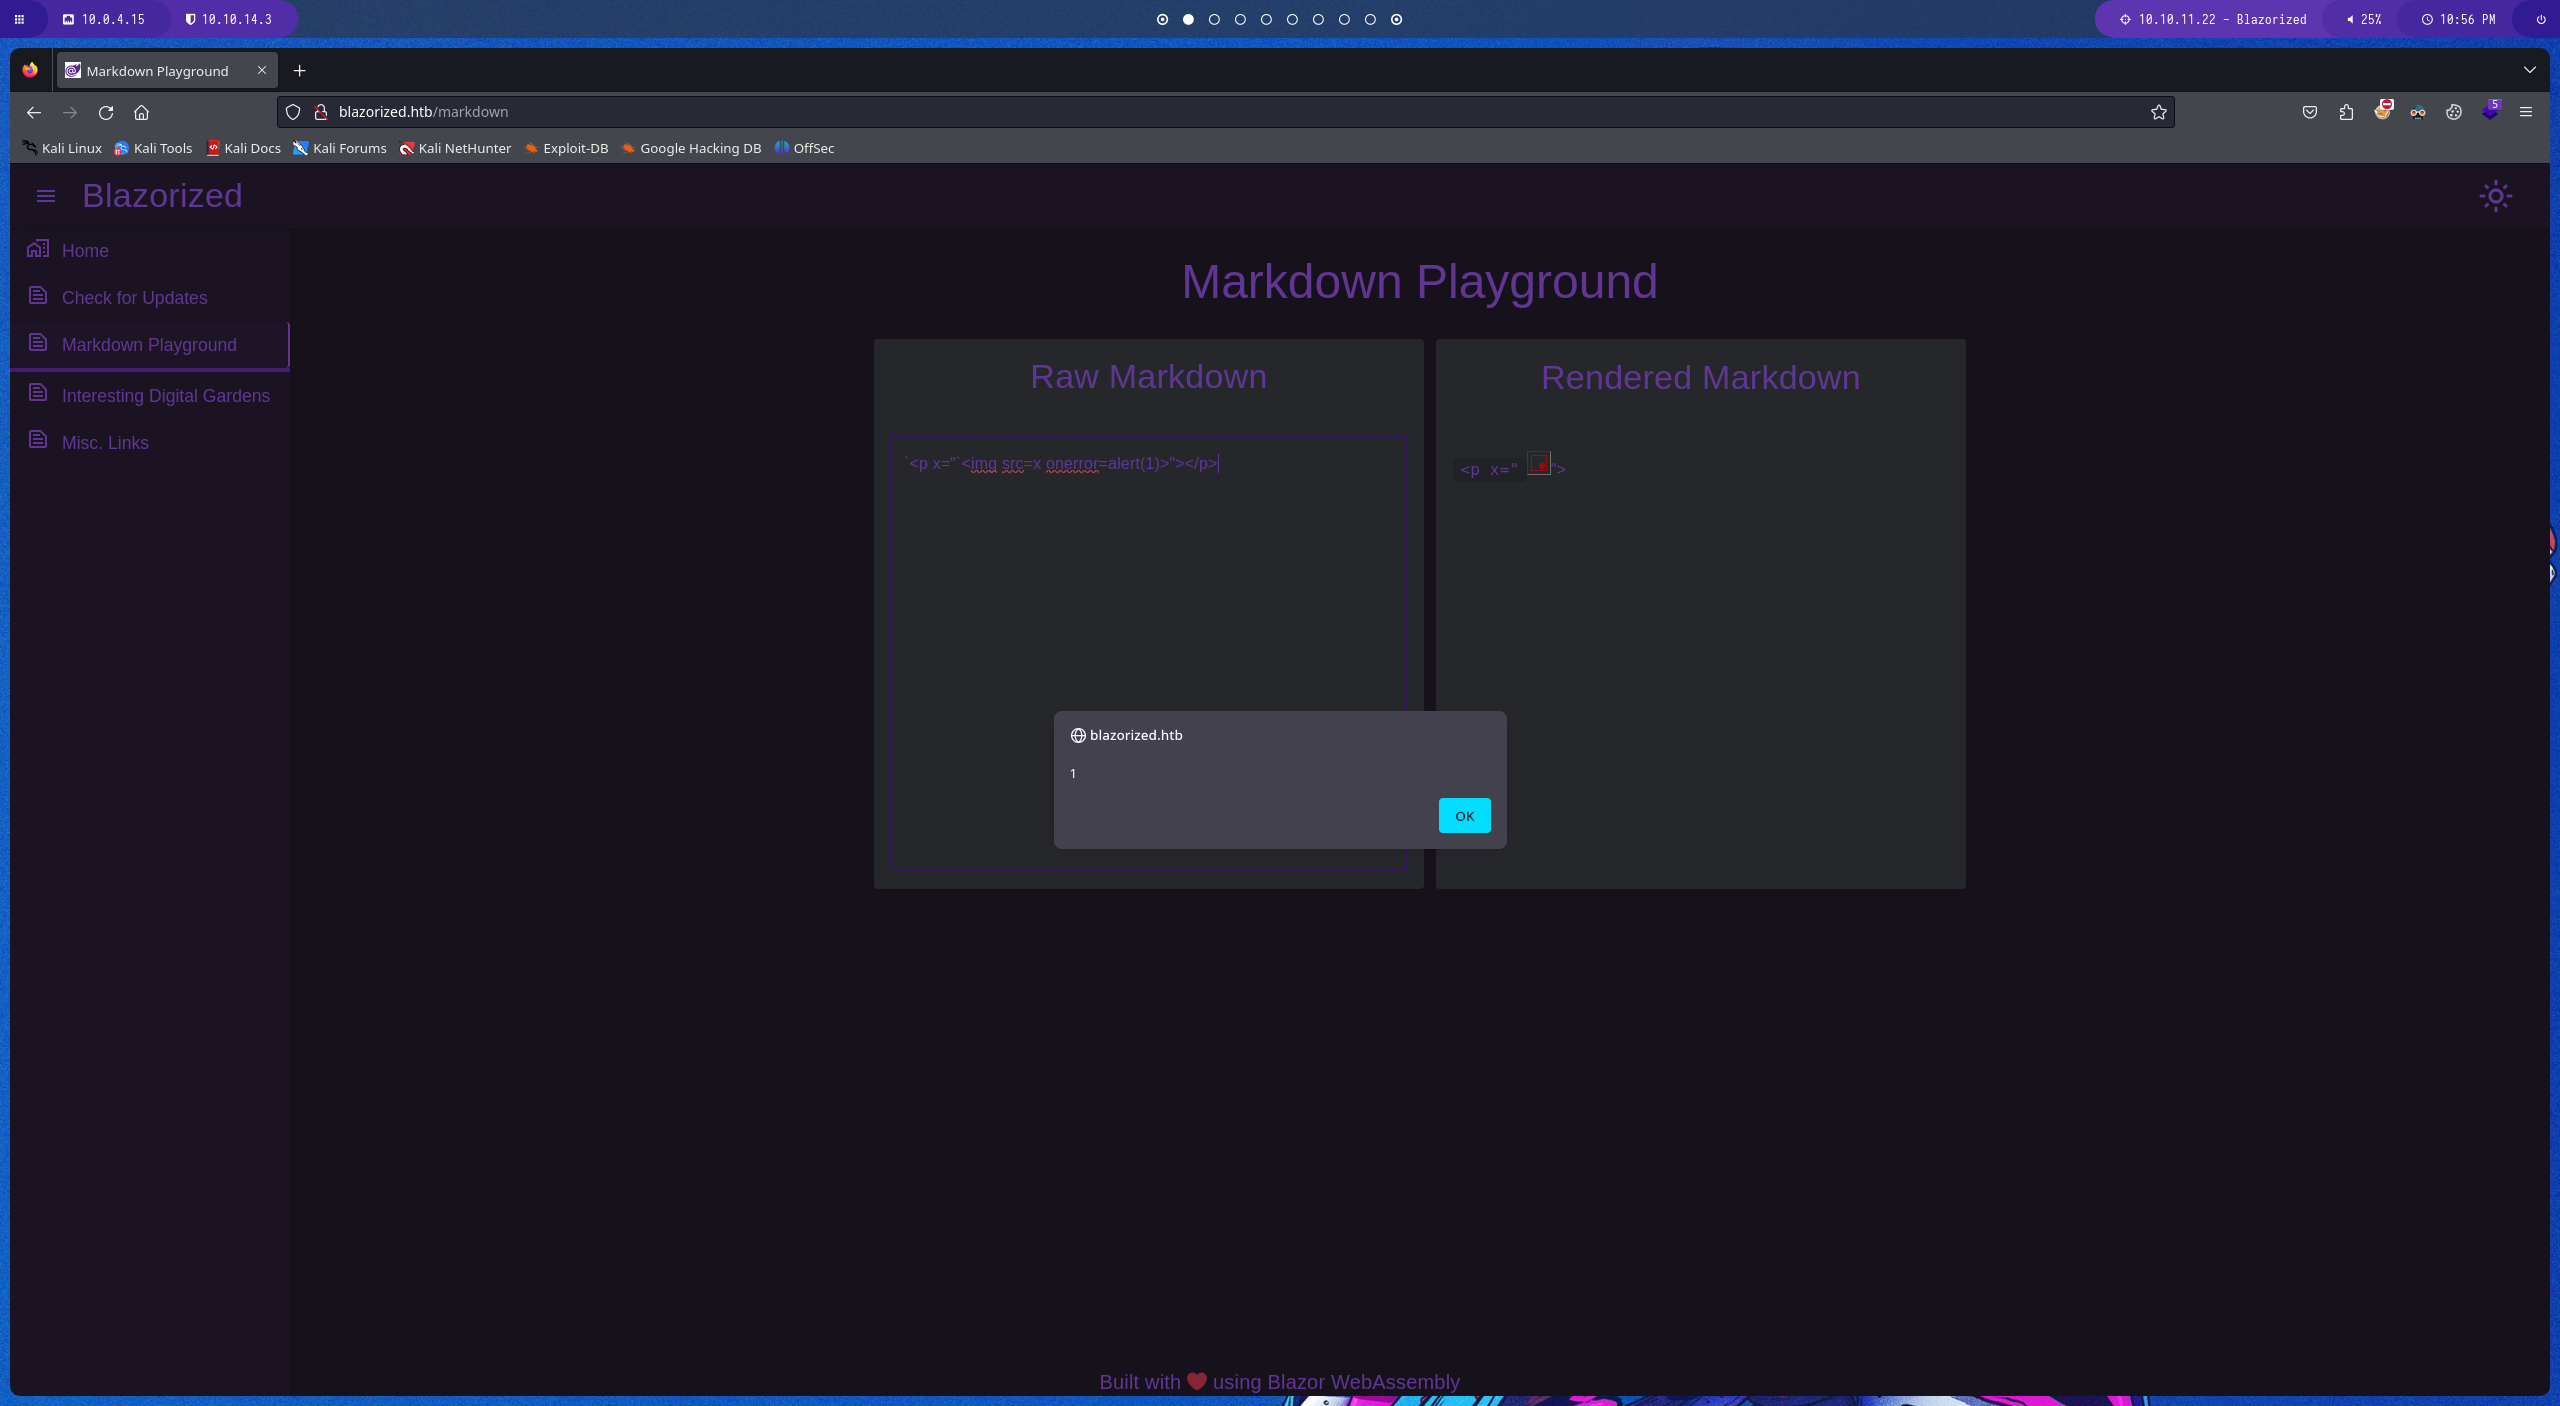 10.0.4.15 10.10.14.3 10.10.11.22 - Blazorized 25% 10:56 PM
Markdown Playground
blazorized.htb/markdown 5
Kali Linux Kali Tools Kali Docs Kali Forums Kali NetHunter Exploit-DB Google Hacking DB OffSec
Blazorized
Home
Check for Updates
Markdown Playground
Interesting Digital Gardens
Misc. Links
Markdown Playground
Raw Markdown
`<p x="`<img src=x onerror=alert(1)>"></p>
Rendered Markdown
<p x=" ">
blazorized.htb
1
OK
Built with ❤️ using Blazor WebAssembly